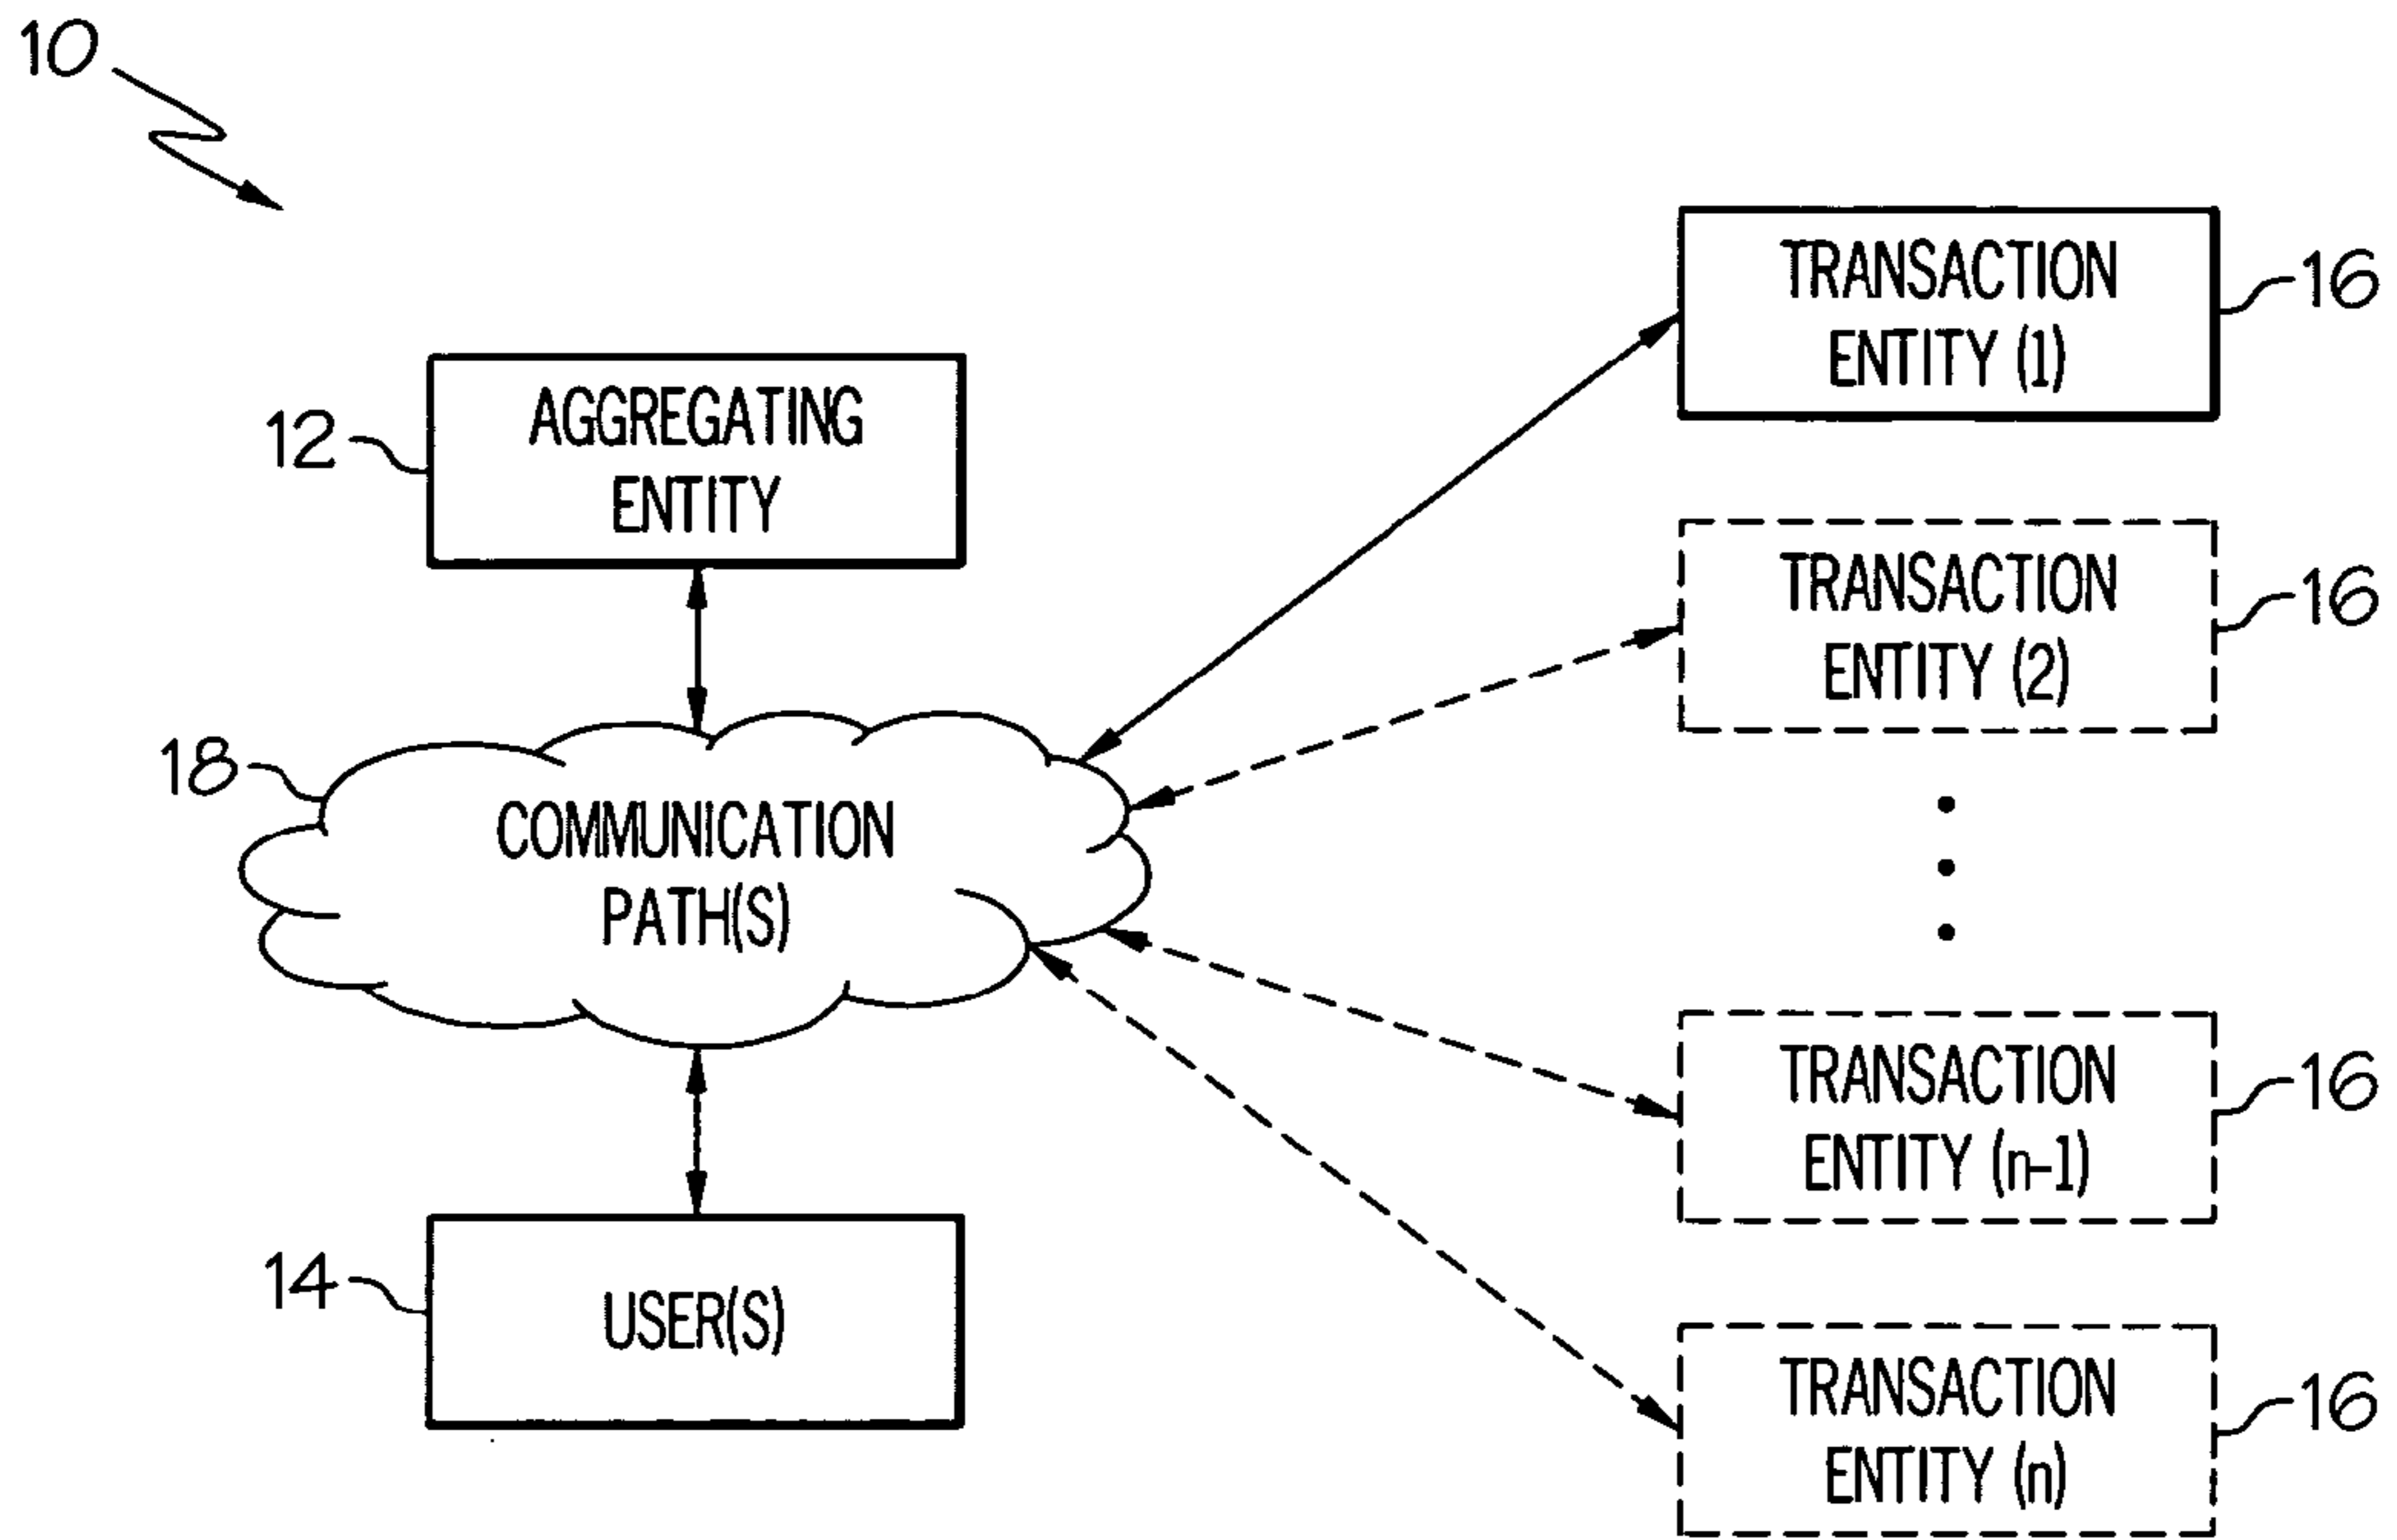 10
TRANSACTION
ENTITY (1)
16
AGGREGATING
ENTITY
12
TRANSACTION
ENTITY (2)
16
18
COMMUNICATION
PATH(S)
TRANSACTION
ENTITY (n-1)
16
14
USER(S)
TRANSACTION
ENTITY (n)
16